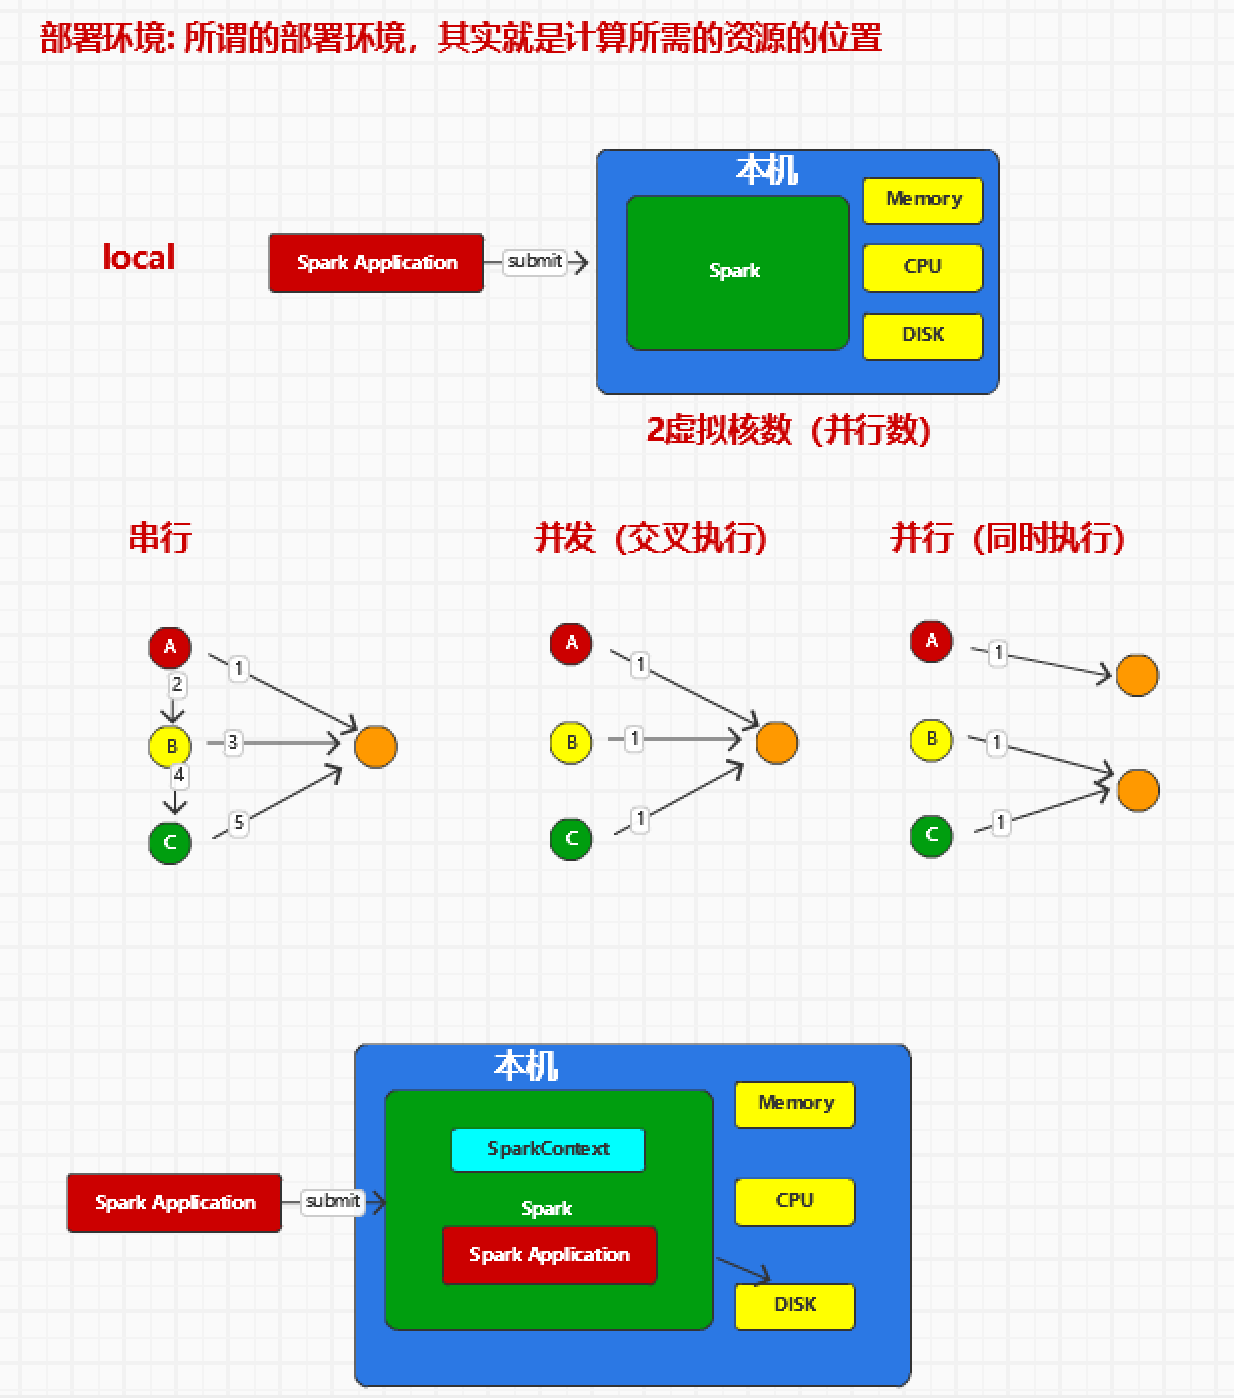 部署环境: 所谓的部署环境，其实就是计算所需的资源的位置
本机
Memory
local
Spark Application
submit
Spark
CPU
DISK
2虚拟核数（并行数）
串行
并发（交叉执行）
并行（同时执行）
A
1
2
B
3
4
C
5
A
1
B
1
C
1
A
1
B
1
C
1
本机
Memory
SparkContext
Spark Application
submit
Spark
CPU
Spark Application
DISK